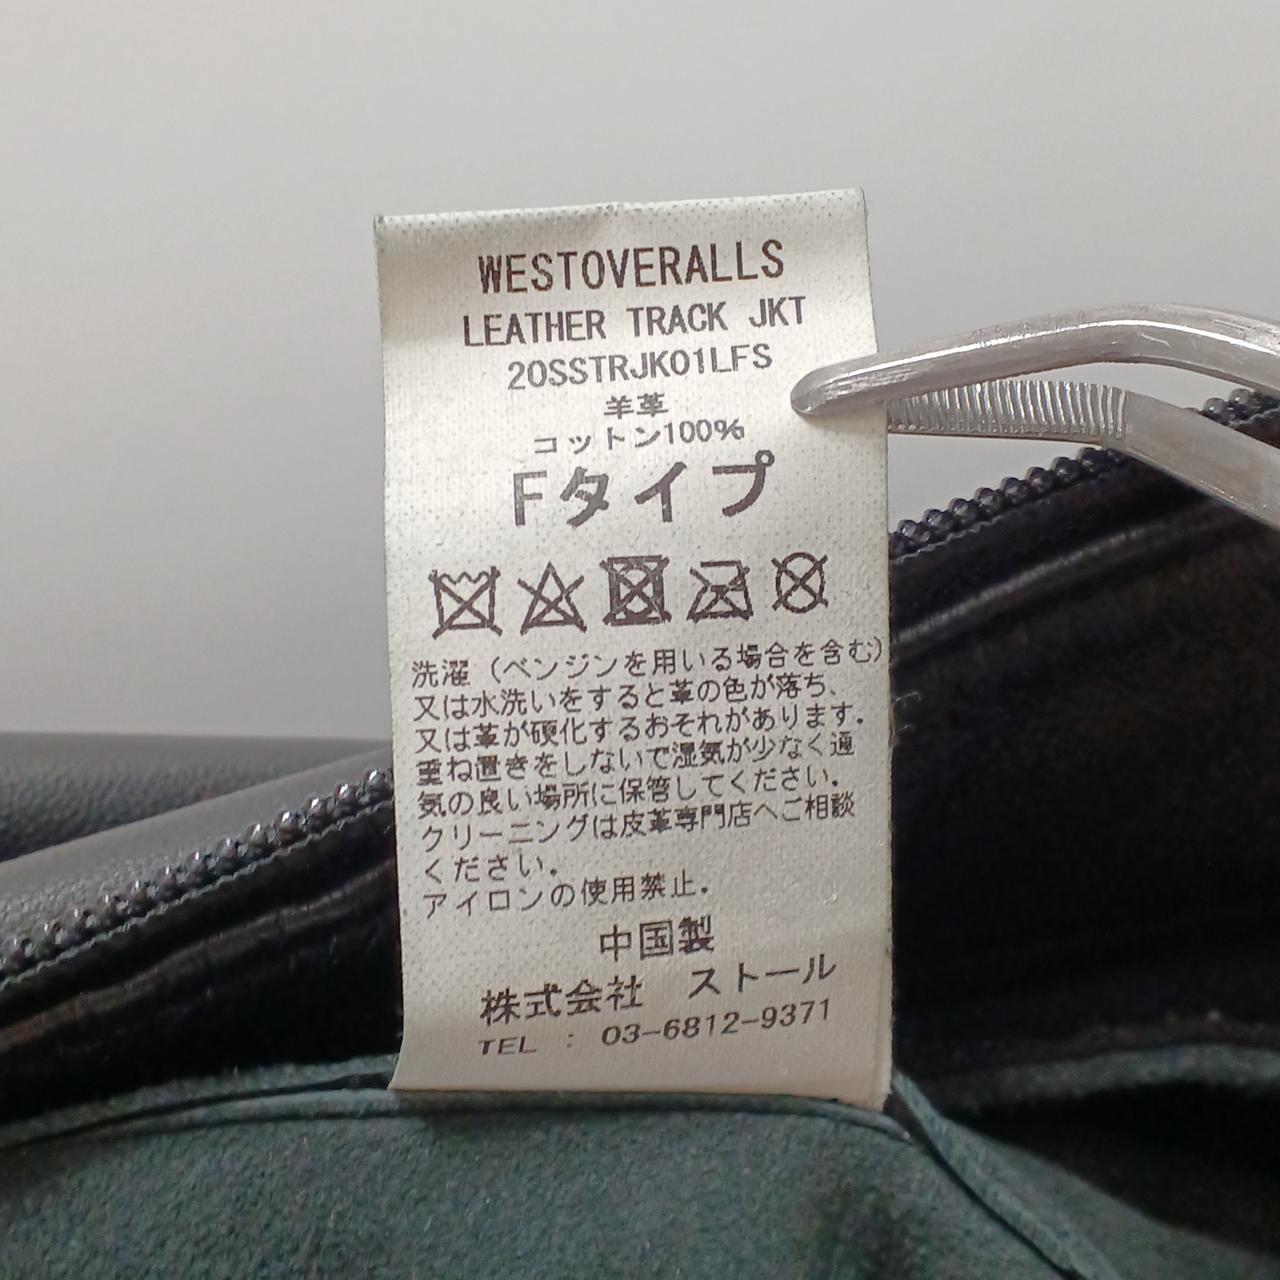 WESTOVERALLS
LEATHER TRACK JKT
20SSTRJK01LFS
羊革
コットン100%
Fタイプ
洗濯（ベンジンを用いる場合を含む）
又は水洗いをすると革の色が落ち、
又は革が硬化するおそれがあります.
重ね置きをしないで湿気が少なく通
気の良い場所に保管してください.
クリーニングは皮革専門店へご相談
ください.
アイロンの使用禁止.
中国製
株式会社 ストール
TEL : 03-6812-9371